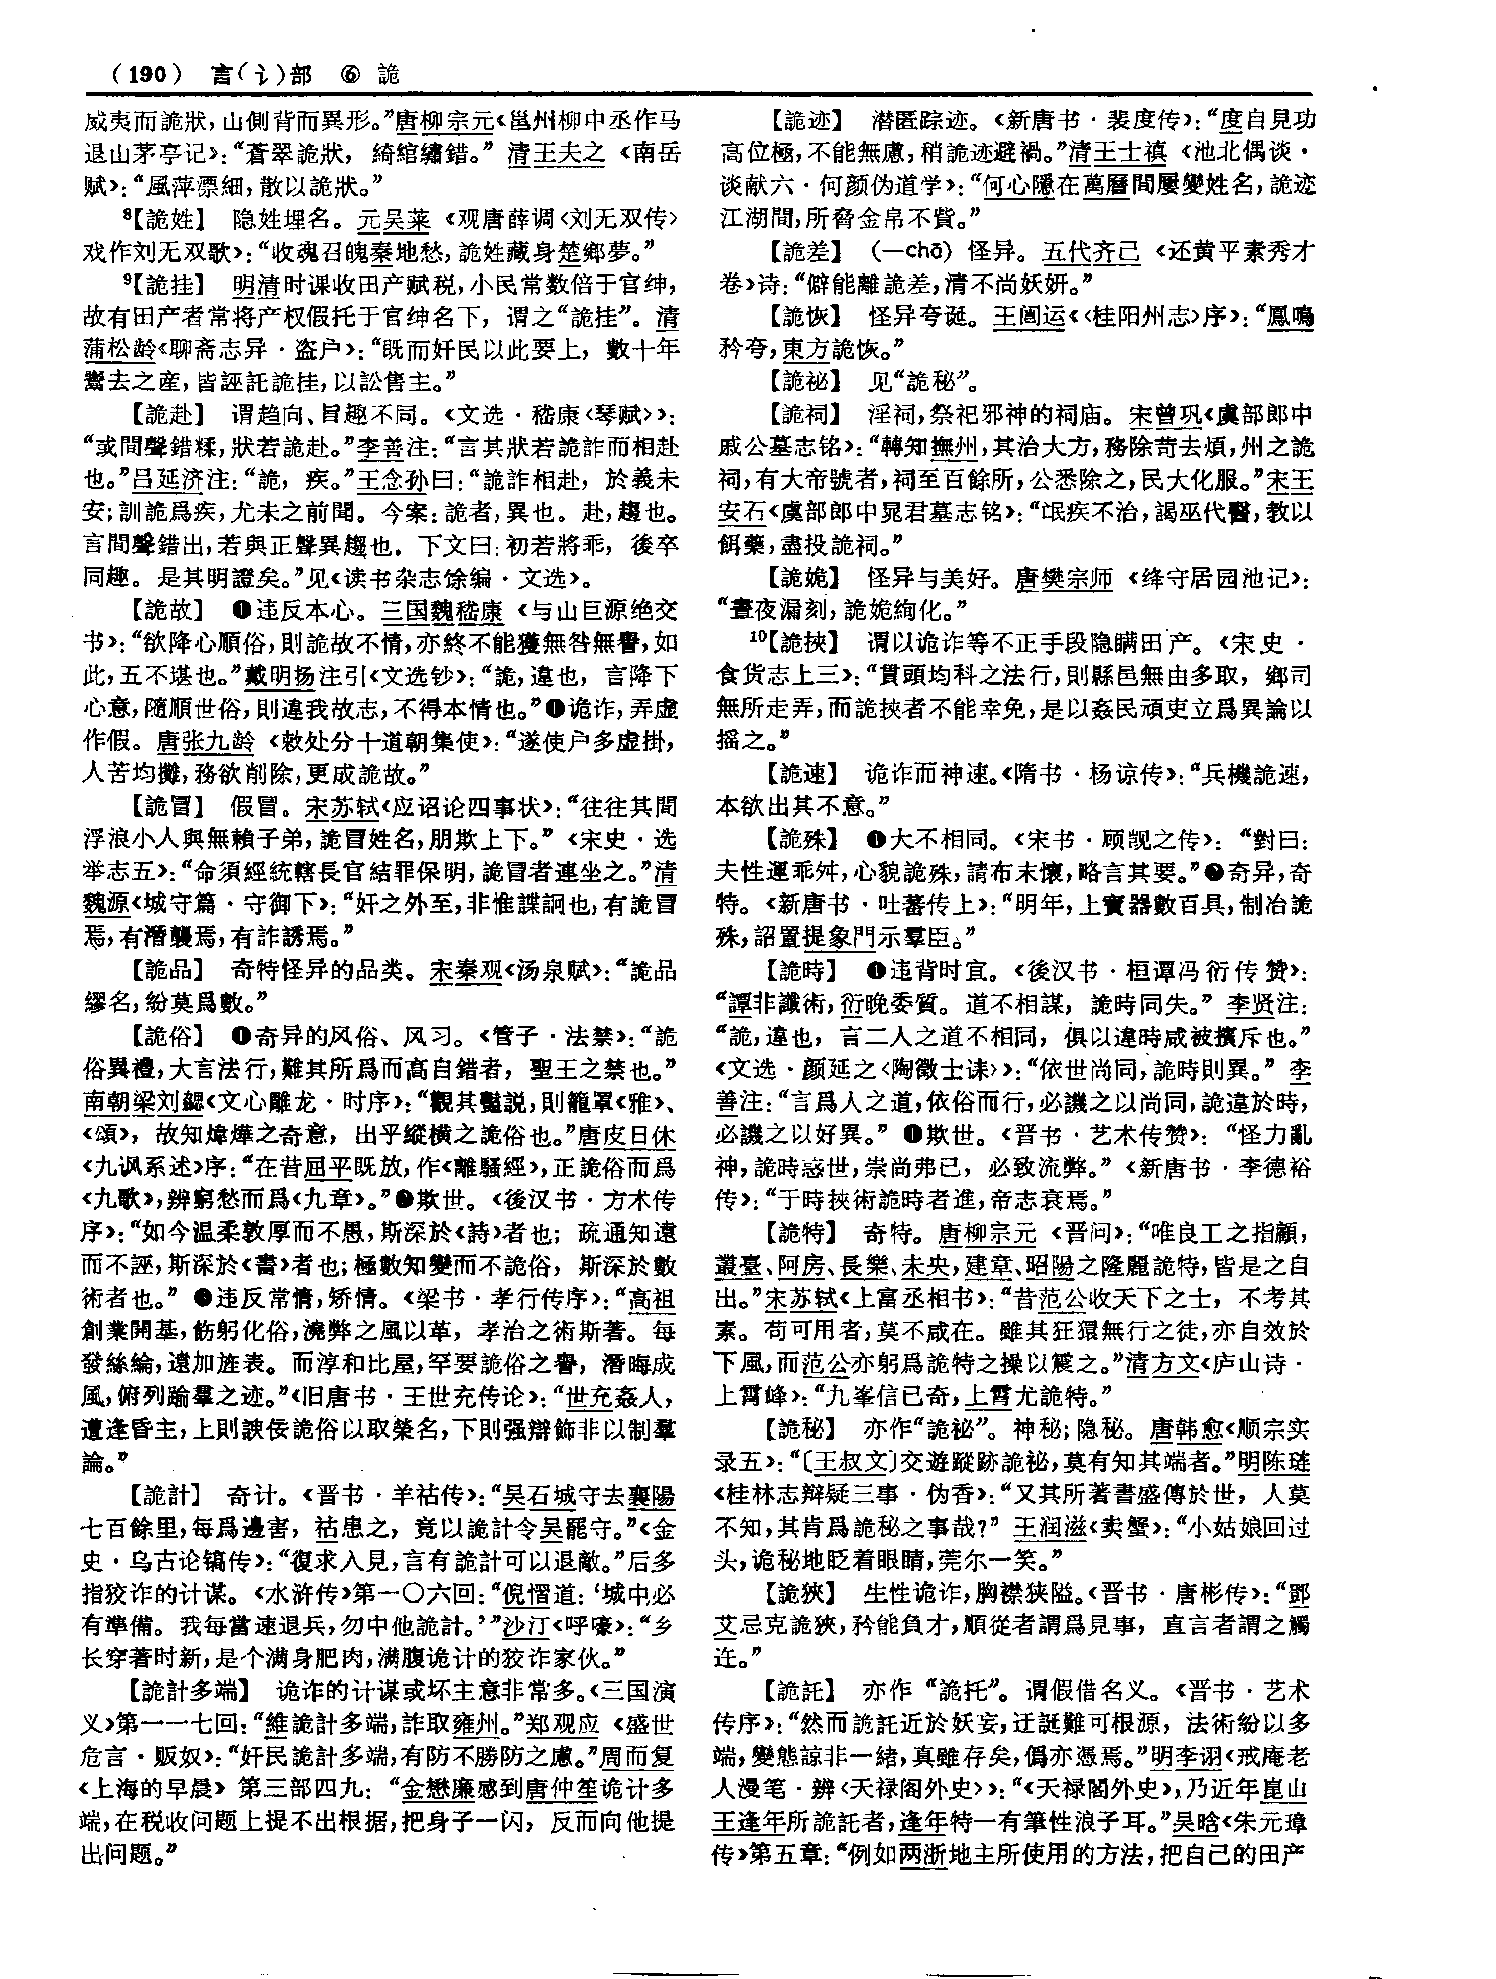 (190) 言(讠)部 ⑥ 詭
威夷而詭狀,山側背而異形。”唐柳宗元《邕州柳中丞作马
退山茅亭记》:“蒼翠詭狀, 綺綰繡錯。” 清王夫之《南岳
赋》:“風萍漂細,散以詭狀。”
8【詭姓】 隐姓埋名。元吴莱《观唐薛调〈刘无双传〉
戏作刘无双歌》:“收魂召魄秦地愁,詭姓藏身楚鄉夢。”
9【詭挂】 明清时课收田产赋税,小民常数倍于官绅,
故有田产者常将产权假托于官绅名下, 谓之“詭挂”。清
蒲松龄《聊斋志异·盗户》:“既而奸民以此要上, 數十年
鬻去之産,皆誣託詭挂,以訟售主。”
【詭赴】 谓趋向、旨趣不同。《文选·嵇康〈琴赋〉》:
“或間聲錯糅,狀若詭赴。”李善注:“言其狀若詭詐而相赴
也。”吕延济注:“詭, 疾。”王念孙曰:“詭詐相赴, 於義未
安;訓詭爲疾,尤未之前聞。今案:詭者,異也。赴,趨也。
言間聲錯出,若與正聲異趨也。下文曰:初若將乖, 後卒
同趣。是其明證矣。”见《读书杂志馀编·文选》。
【詭故】 ❶违反本心。三国魏嵇康《与山巨源绝交
书》:“欲降心順俗,則詭故不情,亦終不能獲無咎無譽,如
此,五不堪也。”戴明扬注引《文选钞》:“詭,違也, 言降下
心意,隨順世俗,則違我故志,不得本情也。”❶诡诈,弄虚
作假。唐张九龄《敕处分十道朝集使》:“遂使户多虚掛,
人苦均攤,務欲削除,更成詭故。”
【詭冒】 假冒。宋苏轼《应诏论四事状》:“往往其間
浮浪小人與無賴子弟,詭冒姓名,朋欺上下。”《宋史·选
举志五》:“命須經統轄長官結罪保明,詭冒者連坐之。”清
魏源《城守篇·守御下》:“奸之外至,非惟諜詗也,有詭冒
焉,有潛襲焉,有詐誘焉。”
【詭品】 奇特怪异的品类。宋秦观《汤泉赋》:“詭品
繆名,紛莫爲數。”
【詭俗】 ❶奇异的风俗、风习。《管子·法禁》:“詭
俗異禮,大言法行,難其所爲而高自錯者, 聖王之禁也。”
南朝梁刘勰《文心雕龙·时序》:“觀其豔説,則籠罩《雅》、
《頌》, 故知煒燁之奇意, 出乎縱横之詭俗也。”唐皮日休
《九讽系述》序:“在昔屈平既放,作《離騷經》,正詭俗而爲
《九歌》,辨窮愁而爲《九章》。”❷欺世。《後汉书·方术传
序》:“如今温柔敦厚而不愚,斯深於《詩》者也; 疏通知遠
而不誣,斯深於《書》者也;極數知變而不詭俗, 斯深於數
術者也。” ❸违反常情,矫情。《梁书·孝行传序》:“高祖
創業開基,飭躬化俗,澆弊之風以革, 孝治之術斯著。每
發絲綸,遠加旌表。而淳和比屋,罕要詭俗之譽, 潛晦成
風,俯列踰羣之迹。”《旧唐书·王世充传论》:“世充姦人,
遭逢昏主,上則諛佞詭俗以取榮名,下則强辯飾非以制羣
論。”
【詭計】 奇计。《晋书·羊祜传》:“吴石城守去襄陽
七百餘里,每爲邊害, 祜患之, 竟以詭計令吴罷守。”《金
史·乌古论镐传》:“復求入見,言有詭計可以退敵。”后多
指狡诈的计谋。《水浒传》第一〇六回:“倪慴道:‘城中必
有準備。我每當速退兵,勿中他詭計。’”沙汀《呼嚎》:“乡
长穿著时新,是个满身肥肉,满腹诡计的狡诈家伙。”
【詭計多端】 诡诈的计谋或坏主意非常多。《三国演
义》第一一七回:“維詭計多端,詐取雍州。”郑观应《盛世
危言·贩奴》:“奸民詭計多端,有防不勝防之慮。”周而复
《上海的早晨》第三部四九: “金懋廉感到唐仲笙诡计多
端,在税收问题上提不出根据,把身子一闪, 反而向他提
出问题。”
【詭迹】 潜匿踪迹。《新唐书·裴度传》:“度自見功
高位極,不能無慮,稍詭迹避禍。”清王士禛《池北偶谈·
谈献六·何颜伪道学》:“何心隱在萬曆間屢變姓名,詭迹
江湖間,所脅金帛不貲。”
【詭差】 (—chā) 怪异。五代齐己《还黄平素秀才
卷》诗:“僻能離詭差,清不尚妖妍。”
【詭恢】 怪异夸诞。王闿运《〈桂阳州志〉序》:“鳳鳴
矜夸,東方詭恢。”
【詭祕】 见“詭秘”。
【詭祠】 淫祠,祭祀邪神的祠庙。宋曾巩《虞部郎中
戚公墓志铭》:“轉知撫州,其治大方,務除苛去煩,州之詭
祠,有大帝號者,祠至百餘所,公悉除之,民大化服。”宋王
安石《虞部郎中晁君墓志铭》:“氓疾不治,謁巫代醫,教以
餌藥,盡投詭祠。”
【詭姽】 怪异与美好。唐樊宗师《绛守居园池记》:
“晝夜漏刻,詭姽絢化。”
10【詭挾】 谓以诡诈等不正手段隐瞒田产。《宋史·
食货志上三》:“貫頭均科之法行,則縣邑無由多取, 鄉司
無所走弄,而詭挾者不能幸免,是以姦民頑吏立爲異論以
摇之。”
【詭速】 诡诈而神速。《隋书·杨谅传》:“兵機詭速,
本欲出其不意。”
【詭殊】 ❶大不相同。《宋书·顾觊之传》: “對曰:
夫性運乖舛,心貌詭殊,請布末懷,略言其要。”❷奇异,奇
特。《新唐书·吐蕃传上》:“明年,上寶器數百具,制冶詭
殊,詔置提象門示羣臣。”
【詭時】 ❶违背时宜。《後汉书·桓谭冯衍传赞》:
“譚非讖術,衍晚委質。道不相謀, 詭時同失。” 李贤注:
“詭,違也, 言二人之道不相同, 俱以違時咸被擯斥也。”
《文选·颜延之〈陶徵士诔〉》:“依世尚同,詭時則異。” 李
善注:“言爲人之道,依俗而行,必譏之以尚同,詭違於時,
必譏之以好異。” ❶欺世。《晋书·艺术传赞》: “怪力亂
神,詭時惑世,崇尚弗已, 必致流弊。”《新唐书·李德裕
传》:“于時挾術詭時者進,帝志衰焉。”
【詭特】 奇特。唐柳宗元《晋问》:“唯良工之指顧,
叢臺、阿房、長樂、未央,建章、昭陽之隆麗詭特,皆是之自
出。”宋苏轼《上富丞相书》:“昔范公收天下之士, 不考其
素。苟可用者,莫不咸在。雖其狂獧無行之徒,亦自效於
下風,而范公亦躬爲詭特之操以震之。”清方文《庐山诗·
上霄峰》:“九峯信已奇,上霄尤詭特。”
【詭秘】 亦作“詭祕”。神秘;隐秘。唐韩愈《顺宗实
录五》:“〔王叔文〕交遊蹤跡詭祕,莫有知其端者。”明陈琏
《桂林志辩疑三事·伪香》:“又其所著書盛傳於世, 人莫
不知,其肯爲詭秘之事哉?” 王润滋《卖蟹》:“小姑娘回过
头,诡秘地眨着眼睛,莞尔一笑。”
【詭狹】 生性诡诈,胸襟狭隘。《晋书·唐彬传》:“鄧
艾忌克詭狹,矜能負才,順從者謂爲見事, 直言者謂之觸
迕。”
【詭託】 亦作 “詭托”。谓假借名义。《晋书·艺术
传序》:“然而詭託近於妖妄,迂誕難可根源, 法術紛以多
端,變態諒非一緒,真雖存矣,僞亦憑焉。”明李诩《戒庵老
人漫笔·辨〈天禄阁外史〉》:“《天禄閣外史》,乃近年崑山
王逢年所詭託者,逢年特一有筆性浪子耳。”吴晗《朱元璋
传》第五章:“例如两浙地主所使用的方法,把自己的田产